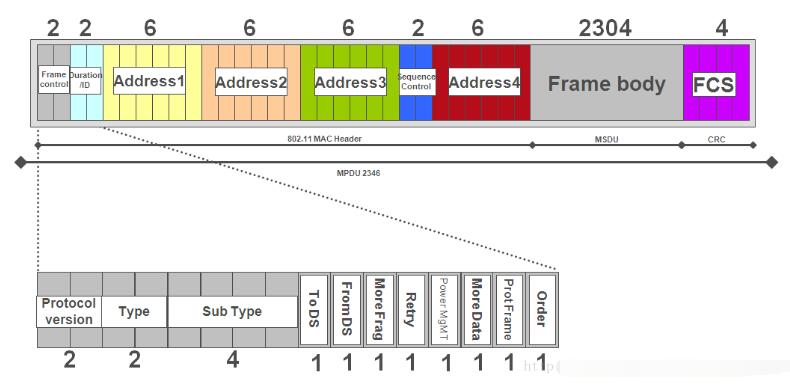 2 2 6 6 6 2 6 2304 4
Frame
control
Duration
/ID
Address1
Address2
Address3
Sequence
Control
Address4
Frame body
FCS
802.11 MAC Header
MSDU
CRC
MPDU 2346
Protocol
version
Type
Sub Type
To DS
From DS
More Frag
Retry
Power MgMT
More Data
Prot Frame
Order
2 2 4 1 1 1 1 1 1 1 1